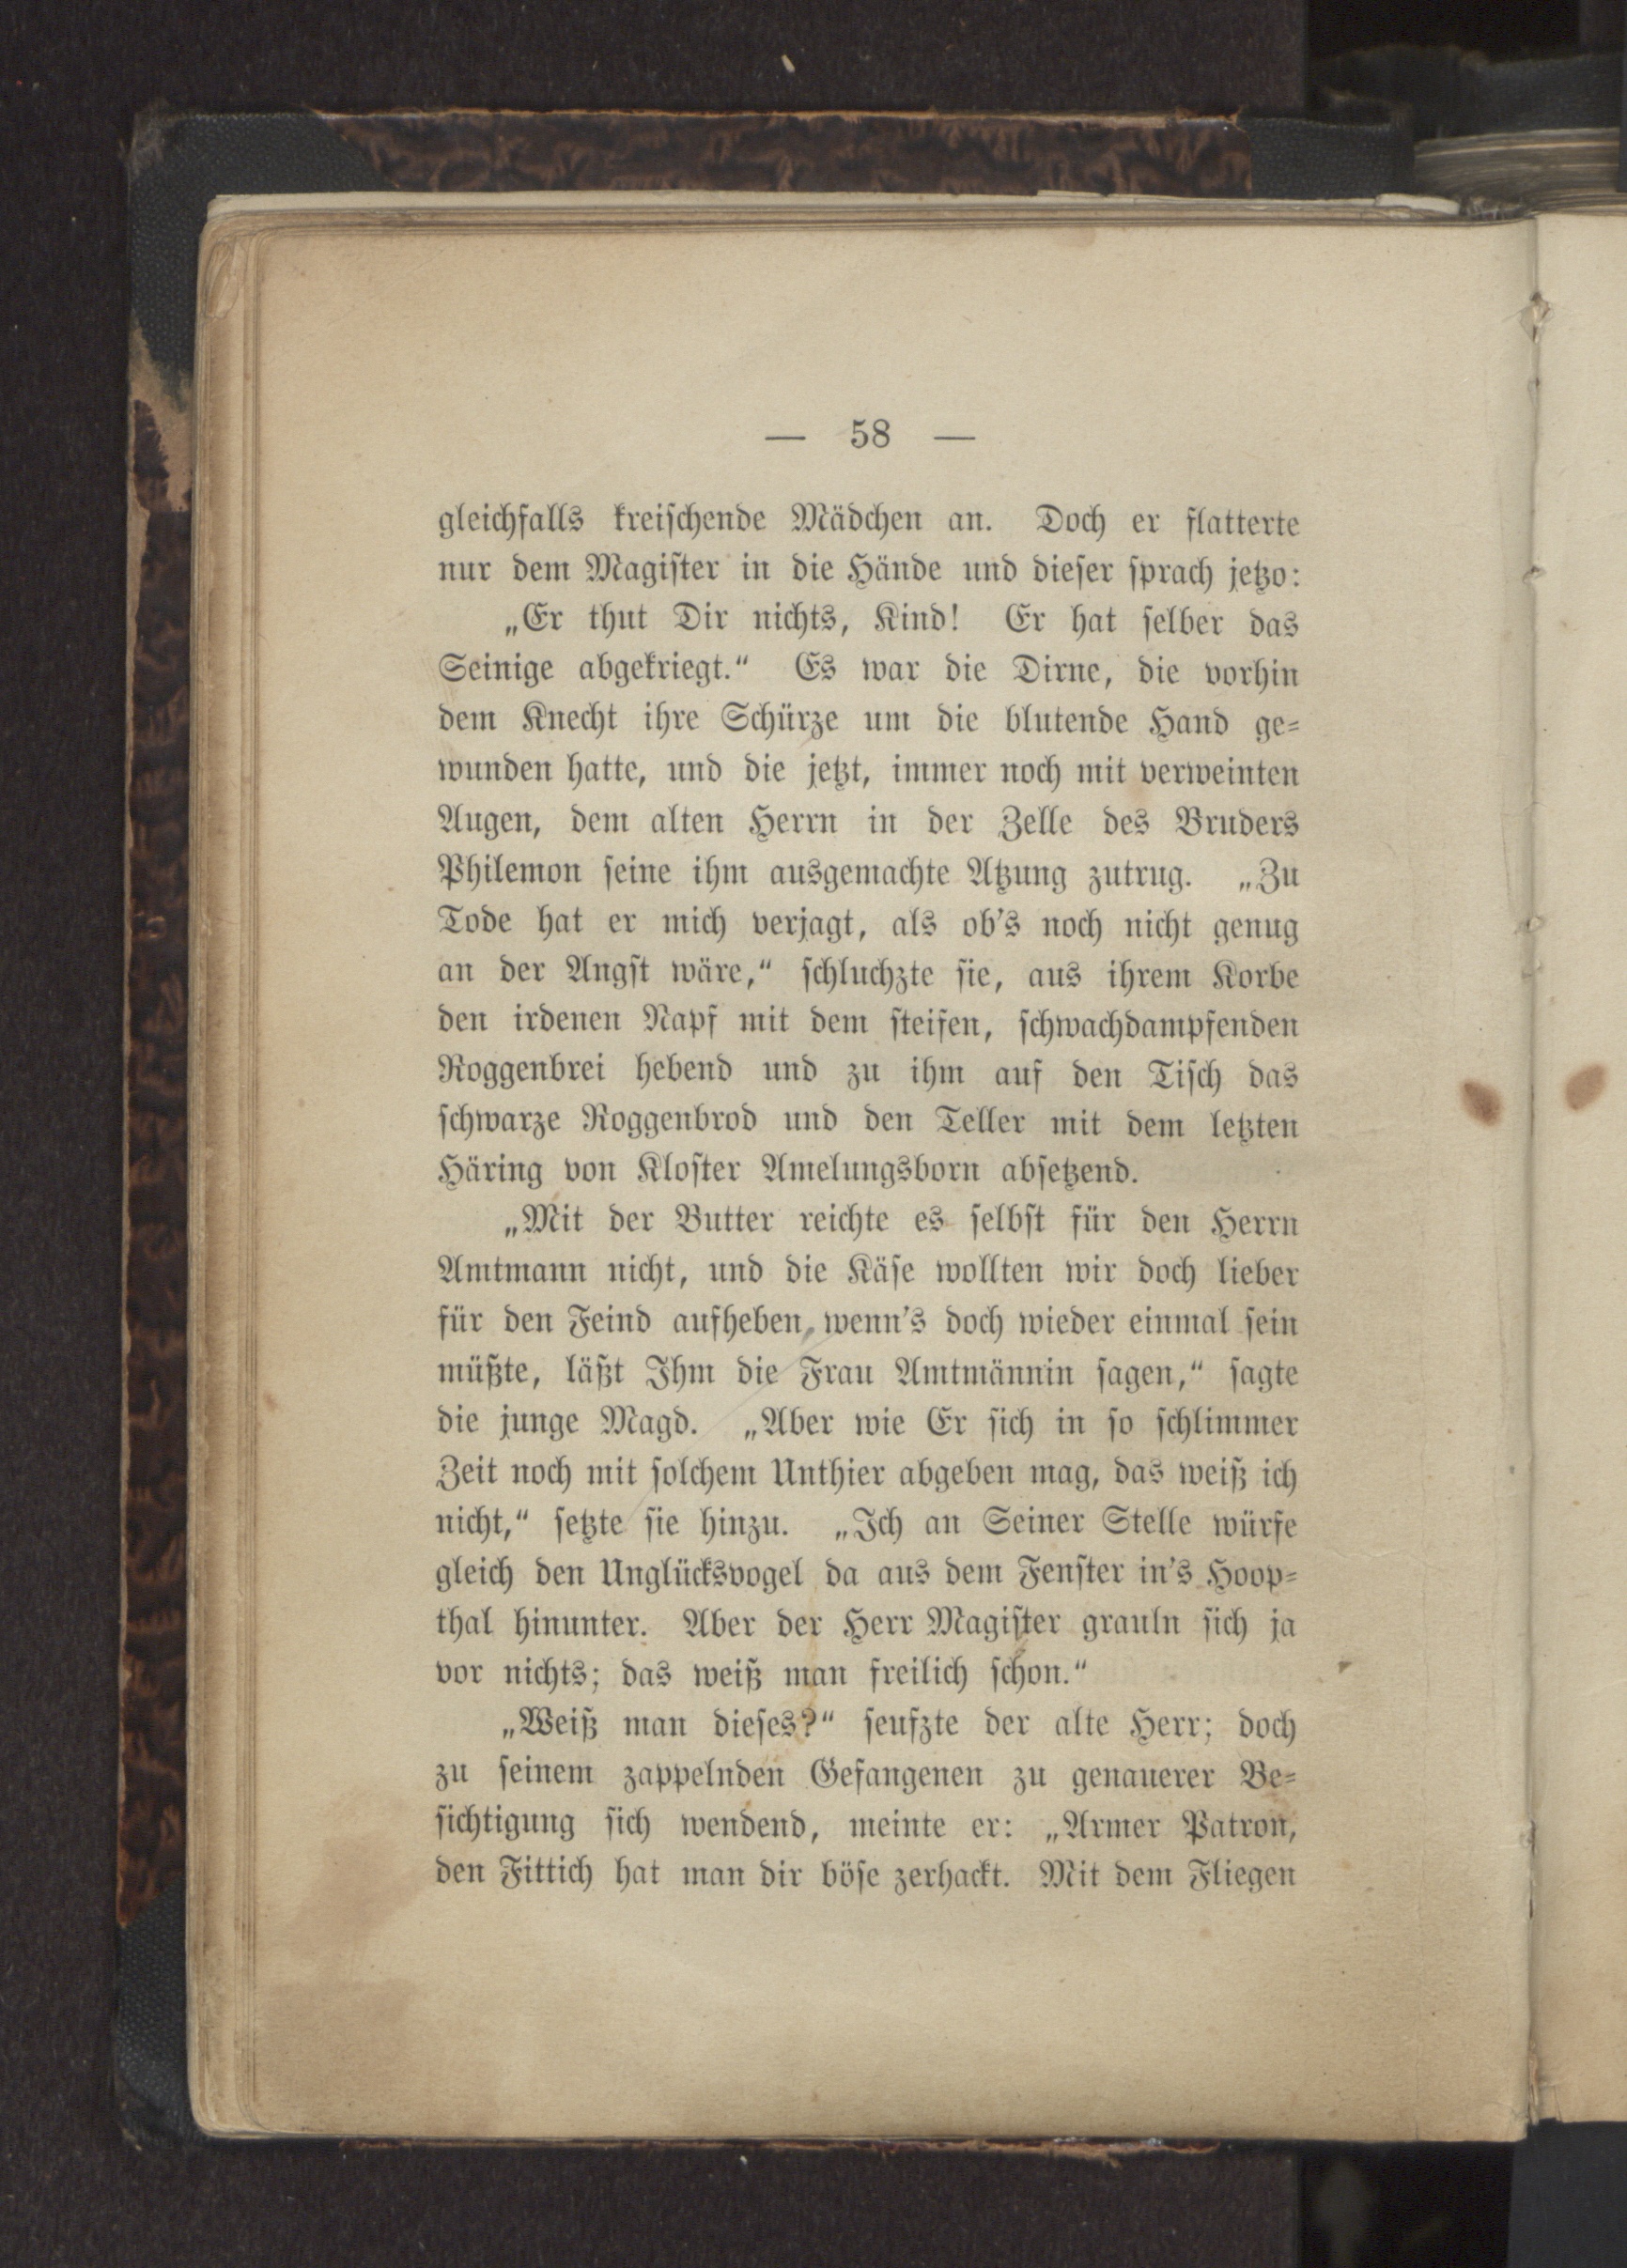 — 58 —
gleichfalls kreischende Mädchen an. Doch er flatterte
nur dem Magister in die Hände und dieser sprach jetzo:
„Er thut Dir nichts, Kind! Er hat selber das
Seinige abgekriegt.“ Es war die Dirne, die vorhin
dem Knecht ihre Schürze um die blutende Hand ge-
wunden hatte, und die jetzt, immer noch mit verweinten
Augen, dem alten Herrn in der Zelle des Bruders
Philemon seine ihm ausgemachte Atzung zutrug. „Zu
Tode hat er mich verjagt, als ob's noch nicht genug
an der Angst wäre,“ schluchzte sie, aus ihrem Korbe
den irdenen Napf mit dem steifen, schwachdampfenden
Roggenbrei hebend und zu ihm auf den Tisch das
schwarze Roggenbrod und den Teller mit dem letzten
Häring von Kloster Amelungsborn absetzend.
„Mit der Butter reichte es selbst für den Herrn
Amtmann nicht, und die Käse wollten wir doch lieber
für den Feind aufheben, wenn's doch wieder einmal sein
müßte, läßt Ihm die Frau Amtmännin sagen,“ sagte
die junge Magd. „Aber wie Er sich in so schlimmer
Zeit noch mit solchem Unthier abgeben mag, das weiß ich
nicht,“ setzte sie hinzu. „Ich an Seiner Stelle würfe
gleich den Unglücksvogel da aus dem Fenster in's Hoop-
thal hinunter. Aber der Herr Magister grauln sich ja
vor nichts; das weiß man freilich schon.“
„Weiß man dieses?“ seufzte der alte Herr; doch
zu seinem zappelnden Gefangenen zu genauerer Be-
sichtigung sich wendend, meinte er: „Armer Patron,
den Fittich hat man dir böse zerhackt. Mit dem Fliegen